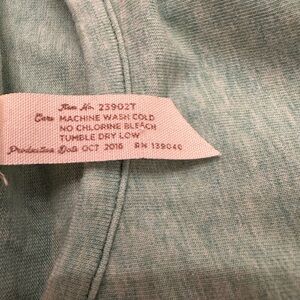 Item No. 23902T
Care MACHINE WASH COLD
NO CHLORINE BLEACH
TUMBLE DRY LOW
Production Date OCT 2016 RN 139040